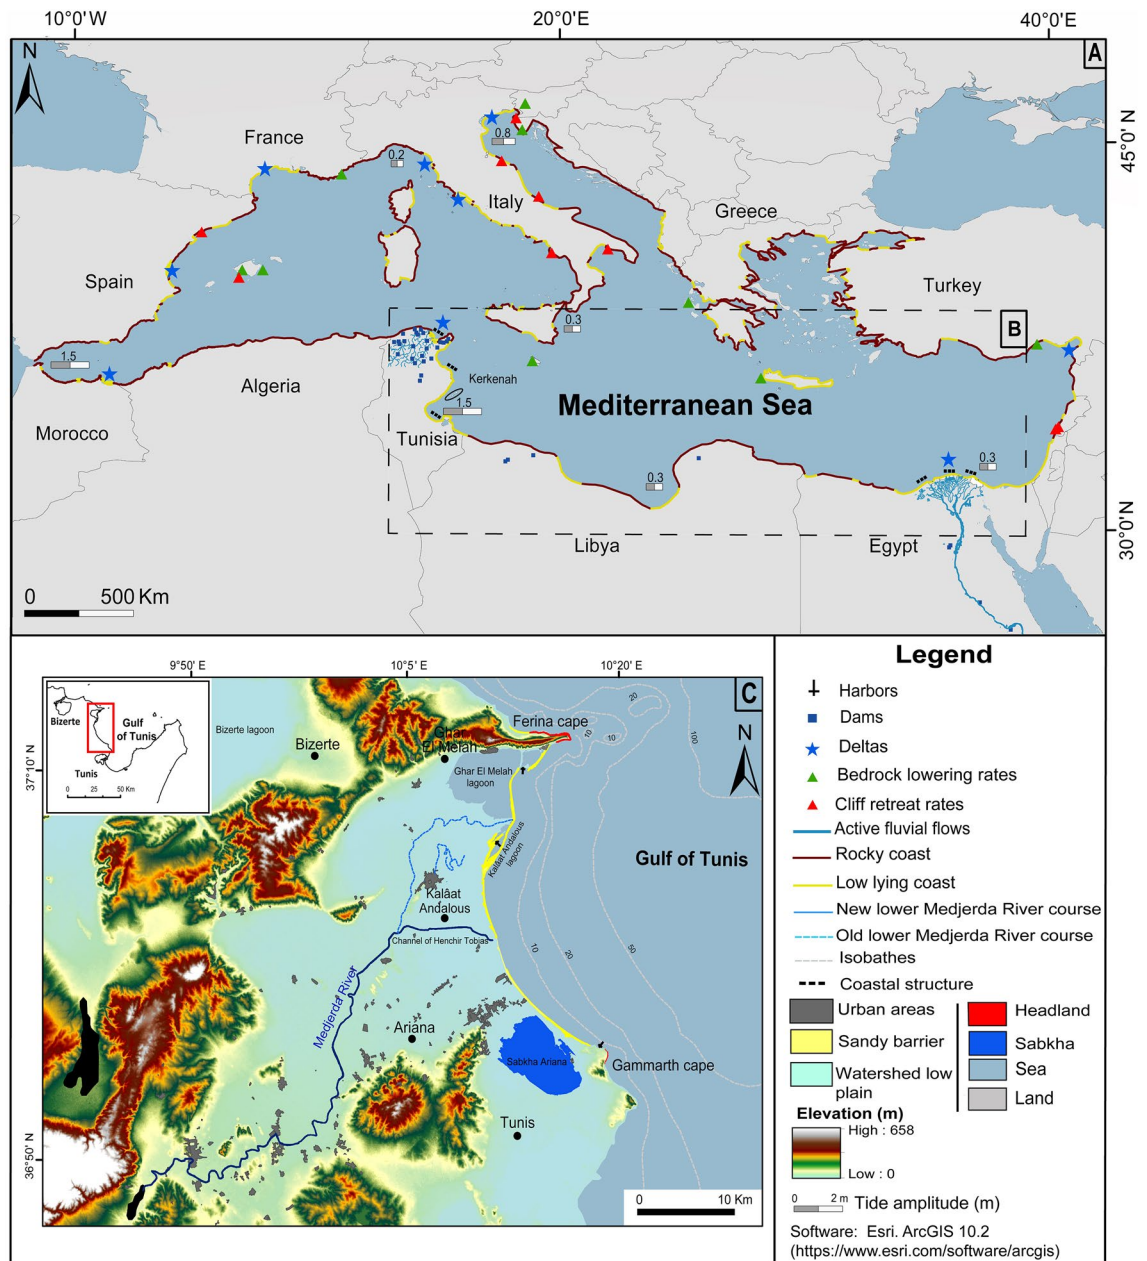 10°0'W
20°0'E
40°0'E
N
A
France
45°0' N
0.8
0.2
Italy
Greece
Spain
Turkey
0.3
B
1.5
Algeria
Kerkenah
Mediterranean Sea
1.5
Morocco
Tunisia
0.3
0.3
30°0'N
Libya
Egypt
0
500 Km
9°50' E
10°5' E
10°20' E
C
N
Bizerte
Gulf
of Tunis
Tunis
0 25 50 Km
Bizerte lagoon
Bizerte
Ferina cape
Ghar
El Melah
Ghar El Melah
lagoon
20
10
10
100
37°10' N
Kalâat Andalous
lagoon
Gulf of Tunis
Kalâat
Andalous
Channel of Henchir Tobias
10
20
50
Medjerda River
Ariana
Sabkha Ariana
Gammarth cape
Tunis
36°50' N
0
10 Km
Legend
Harbors
Dams
Deltas
Bedrock lowering rates
Cliff retreat rates
Active fluvial flows
Rocky coast
Low lying coast
New lower Medjerda River course
Old lower Medjerda River course
Isobathes
Coastal structure
Urban areas
Headland
Sandy barrier
Sabkha
Watershed low
plain
Sea
Land
Elevation (m)
High : 658
Low : 0
0 2 m
Tide amplitude (m)
Software: Esri. ArcGIS 10.2
(https://www.esri.com/software/arcgis)